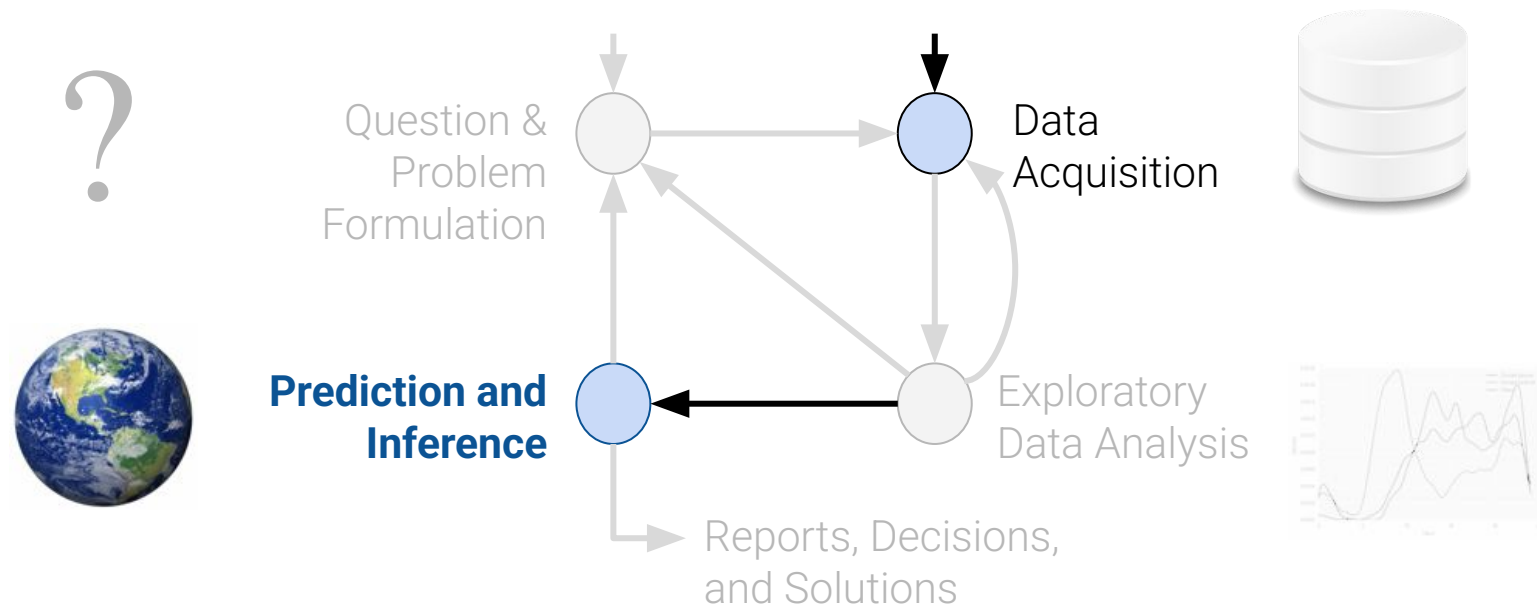 ?
Question &
Problem
Formulation
Data
Acquisition
Prediction and
Inference
Exploratory
Data Analysis
Reports, Decisions,
and Solutions